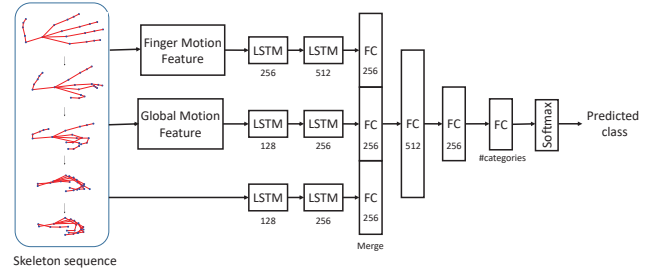 Finger Motion
Feature
LSTM
256
LSTM
512
FC
256
Global Motion
Feature
LSTM
128
LSTM
256
FC
256
LSTM
128
LSTM
256
FC
256
Merge
FC
512
FC
256
FC
#categories
Softmax
Predicted
class
Skeleton sequence